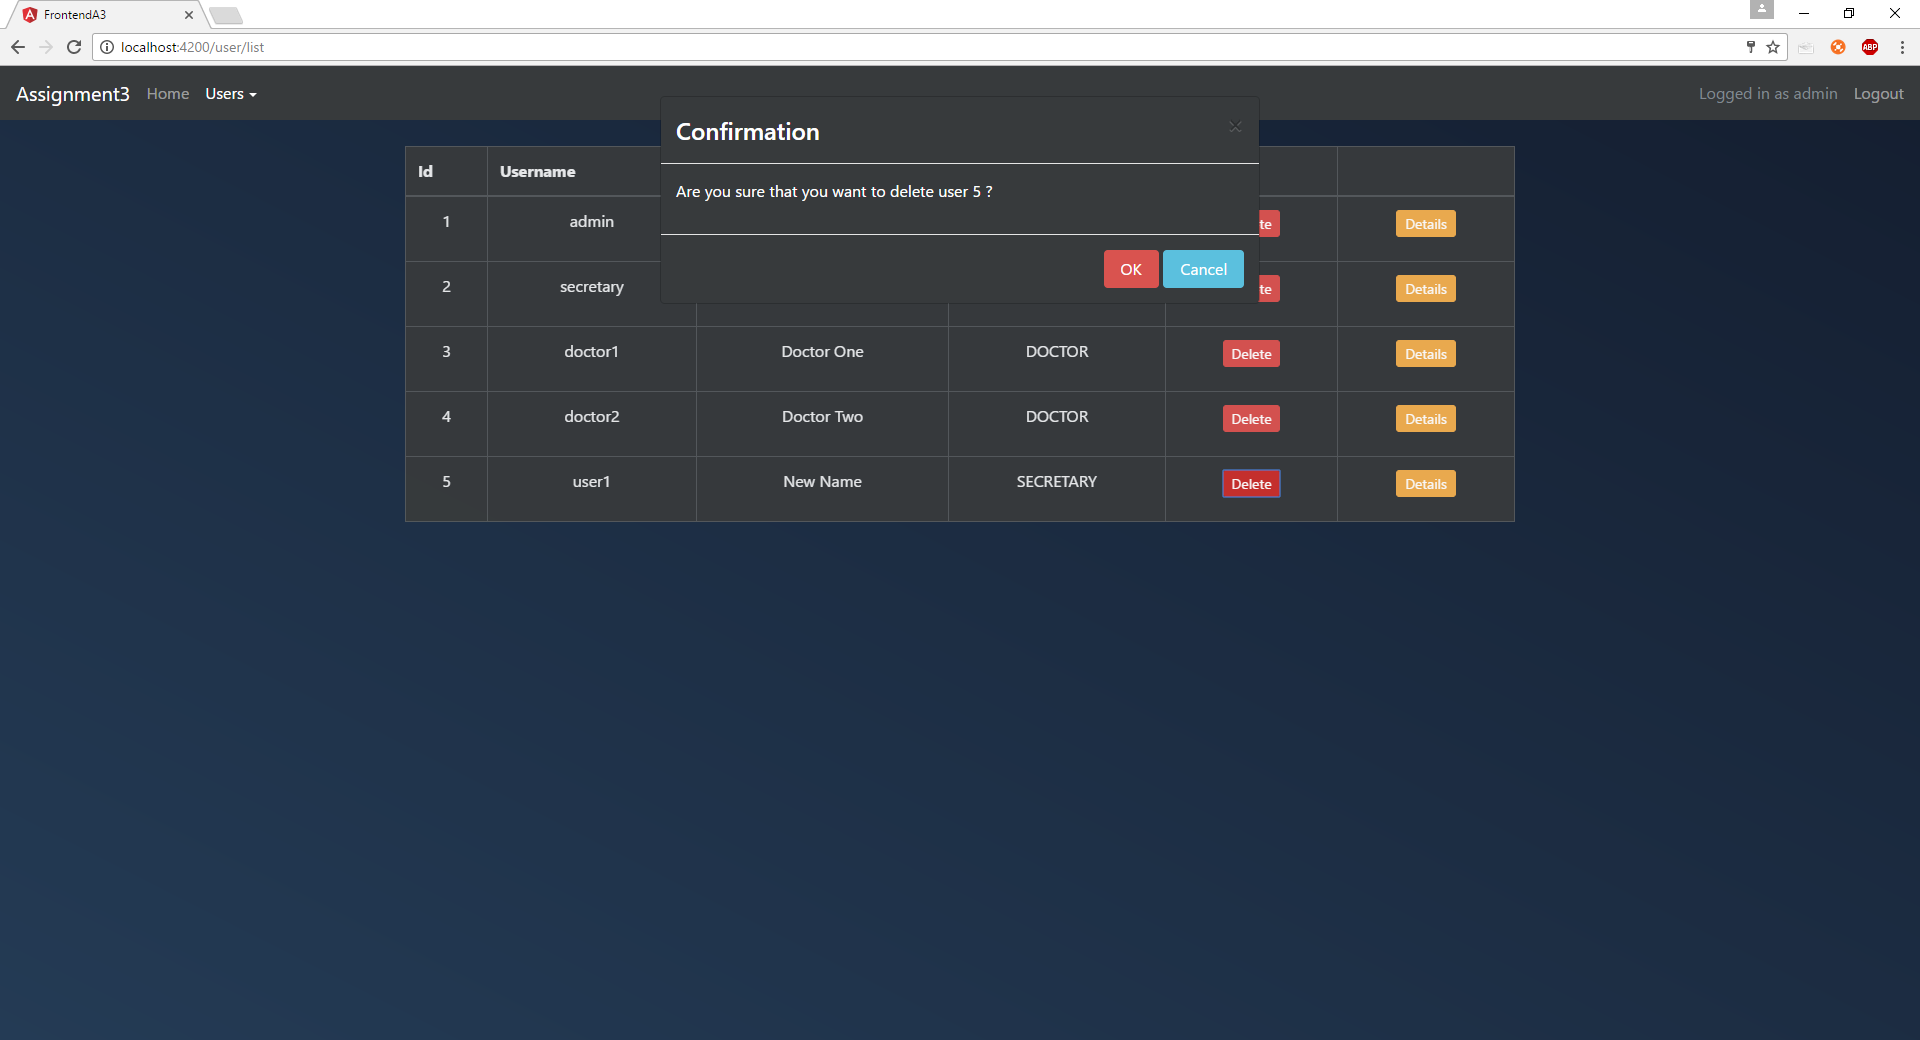 FrontendA3
localhost:4200/user/list
ABP
Assignment3 Home Users Logged in as admin Logout
Confirmation ×
Are you sure that you want to delete user 5 ?
OK Cancel
Id Username
1 admin te Details
2 secretary te Details
3 doctor1 Doctor One DOCTOR Delete Details
4 doctor2 Doctor Two DOCTOR Delete Details
5 user1 New Name SECRETARY Delete Details